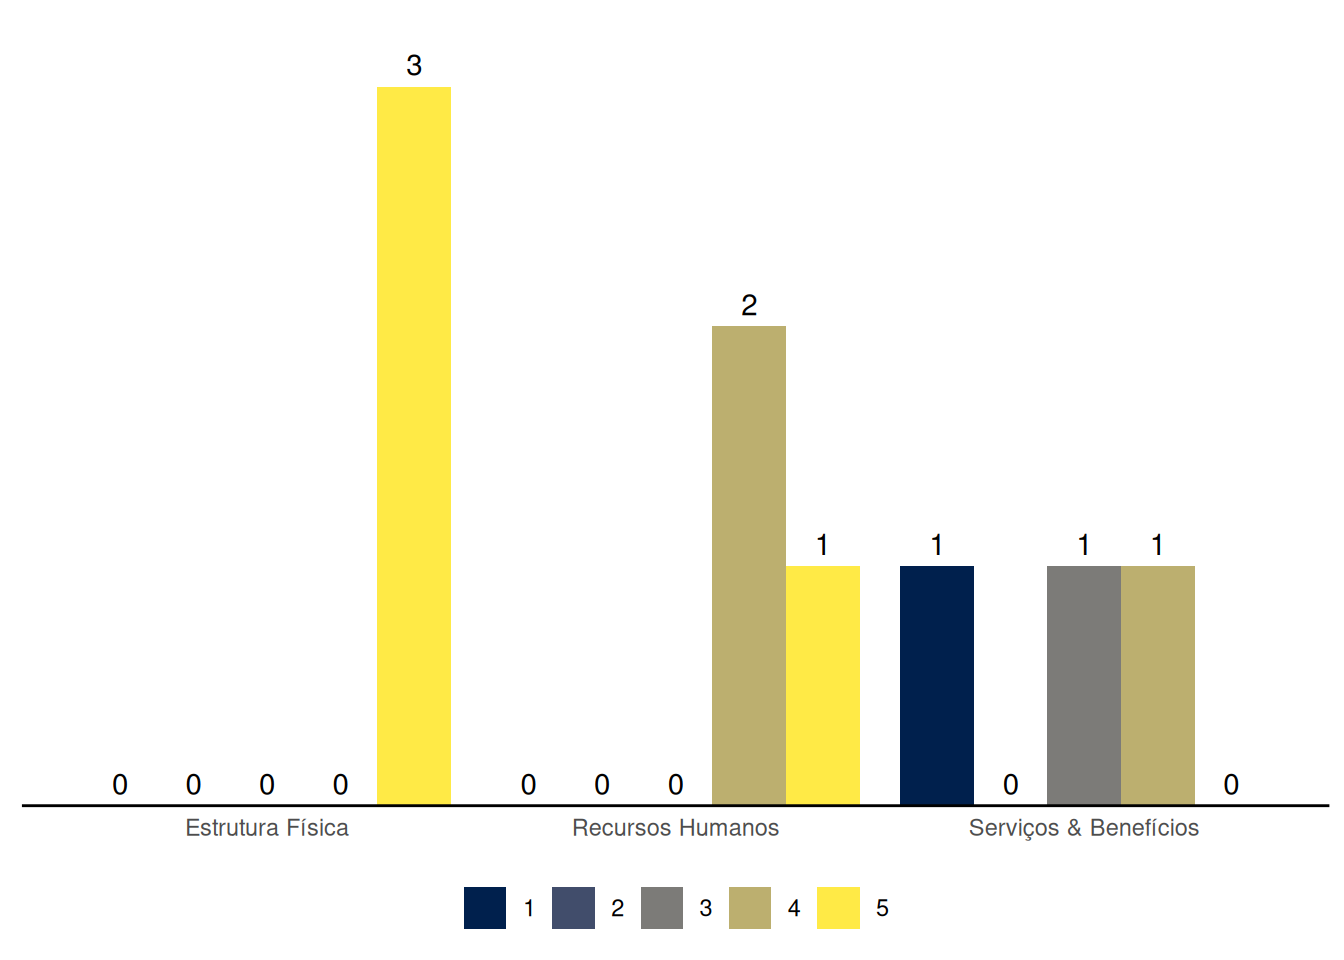 3
2
1 1 1 1
0 0 0 0 0 0 0 0 0
Estrutura Física Recursos Humanos Serviços & Benefícios
1 2 3 4 5